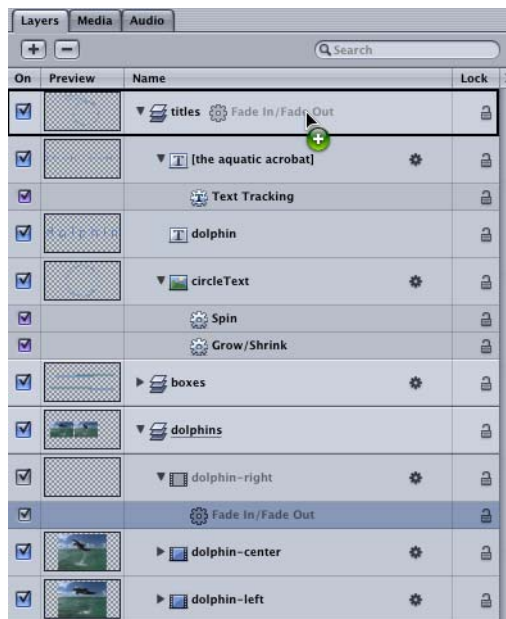 Layers Media Audio
Search
On Preview Name Lock
titles Fade In/Fade Out
[the aquatic acrobat]
Text Tracking
dolphin dolphin
circleText
Spin
Grow/Shrink
boxes
dolphins
dolphin-right
Fade In/Fade Out
dolphin-center
dolphin-left